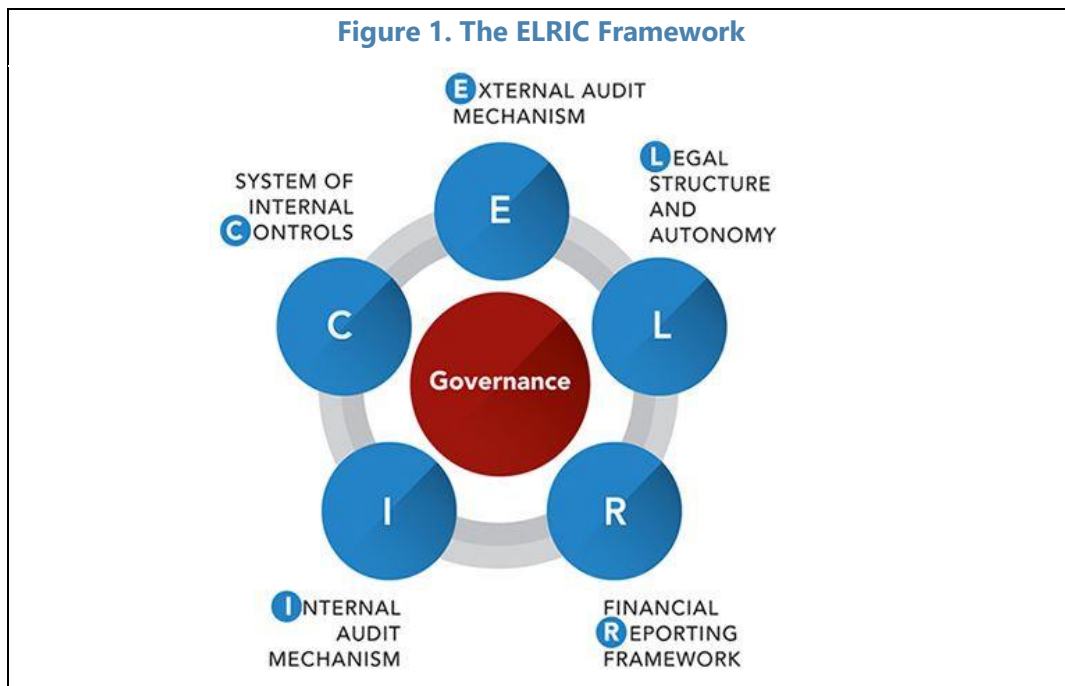 Figure 1. The ELRIC Framework
EXTERNAL AUDIT
MECHANISM
LEGAL
STRUCTURE
AND
AUTONOMY
SYSTEM OF
INTERNAL
CONTROLS
E
C
L
Governance
I
R
INTERNAL
AUDIT
MECHANISM
FINANCIAL
REPORTING
FRAMEWORK